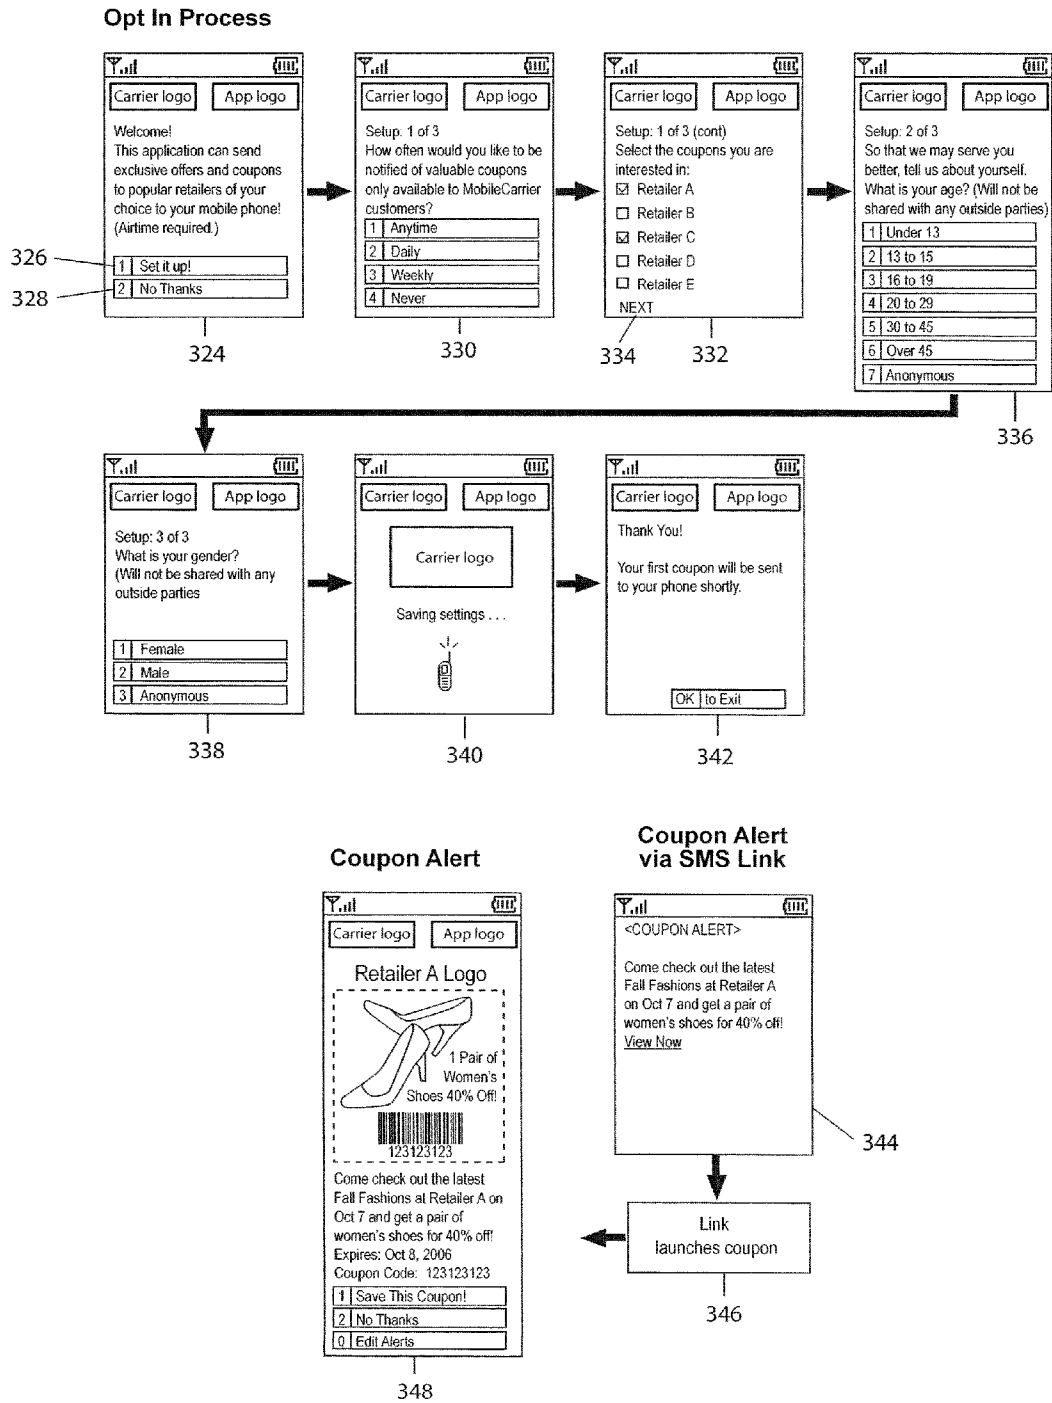 Opt In Process
Carrier logo App logo
Welcome!
This application can send
exclusive offers and coupons
to popular retailers of your
choice to your mobile phone!
(Airtime required.)
1 Set it up!
2 No Thanks
326
328
324
Carrier logo App logo
Setup: 1 of 3
How often would you like to be
notified of valuable coupons
only available to MobileCarrier
customers?
1 Anytime
2 Daily
3 Weekly
4 Never
330
Carrier logo App logo
Setup: 1 of 3 (cont)
Select the coupons you are
interested in:
Retailer A
Retailer B
Retailer C
Retailer D
Retailer E
NEXT
334
332
Carrier logo App logo
Setup: 2 of 3
So that we may serve you
better, tell us about yourself.
What is your age? (Will not be
shared with any outside parties)
1 Under 13
2 13 to 15
3 16 to 19
4 20 to 29
5 30 to 45
6 Over 45
7 Anonymous
336
Carrier logo App logo
Setup: 3 of 3
What is your gender?
(Will not be shared with any
outside parties
1 Female
2 Male
3 Anonymous
338
Carrier logo App logo
Carrier logo
Saving settings . . .
340
Carrier logo App logo
Thank You!
Your first coupon will be sent
to your phone shortly.
OK to Exit
342
Coupon Alert
Carrier logo App logo
Retailer A Logo
1 Pair of
Women's
Shoes 40% Off!
123123123
Come check out the latest
Fall Fashions at Retailer A on
Oct 7 and get a pair of
women's shoes for 40% off!
Expires: Oct 8, 2006
Coupon Code: 123123123
1 Save This Coupon!
2 No Thanks
0 Edit Alerts
348
Coupon Alert
via SMS Link
<COUPON ALERT>
Come check out the latest
Fall Fashions at Retailer A
on Oct 7 and get a pair of
women's shoes for 40% off!
View Now
344
Link
launches coupon
346